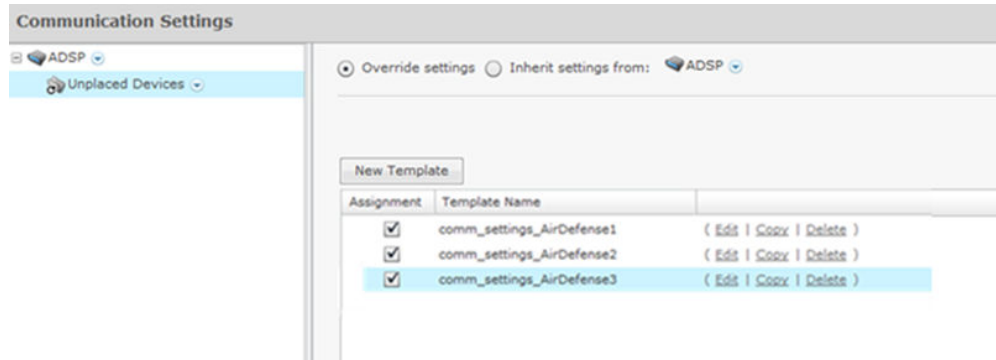 Communication Settings
ADSP
Unplaced Devices
Override settings Inherit settings from: ADSP
New Template
Assignment Template Name
comm_settings_AirDefense1 ( Edit | Copy | Delete )
comm_settings_AirDefense2 ( Edit | Copy | Delete )
comm_settings_AirDefense3 ( Edit | Copy | Delete )